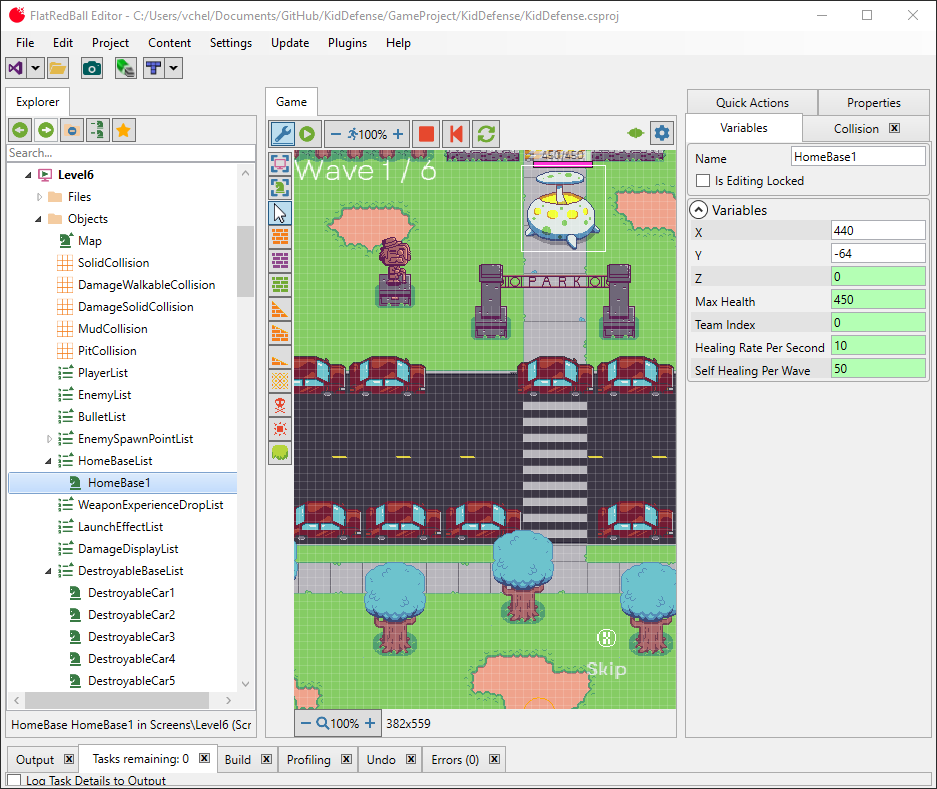 FlatRedBall Editor - C:/Users/vchel/Documents/GitHub/KidDefense/GameProject/KidDefense/KidDefense.csproj
File Edit Project Content Settings Update Plugins Help
Explorer
Search...
Level6
Files
Objects
Map
SolidCollision
DamageWalkableCollision
DamageSolidCollision
MudCollision
PitCollision
PlayerList
EnemyList
BulletList
EnemySpawnPointList
HomeBaseList
HomeBase1
WeaponExperienceDropList
LaunchEffectList
DamageDisplayList
DestroyableBaseList
DestroyableCar1
DestroyableCar2
DestroyableCar3
DestroyableCar4
DestroyableCar5
HomeBase HomeBase1 in Screens\Level6 (Scr
Game
100%
Wave 1 / 6
450/450
PARK
X
Skip
100% 382x559
Quick Actions Properties
Variables Collision
Name HomeBase1
Is Editing Locked
Variables
X 440
Y -64
Z 0
Max Health 450
Team Index 0
Healing Rate Per Second 10
Self Healing Per Wave 50
Output Tasks remaining: 0 Build Profiling Undo Errors (0)
Log Task Details to Output